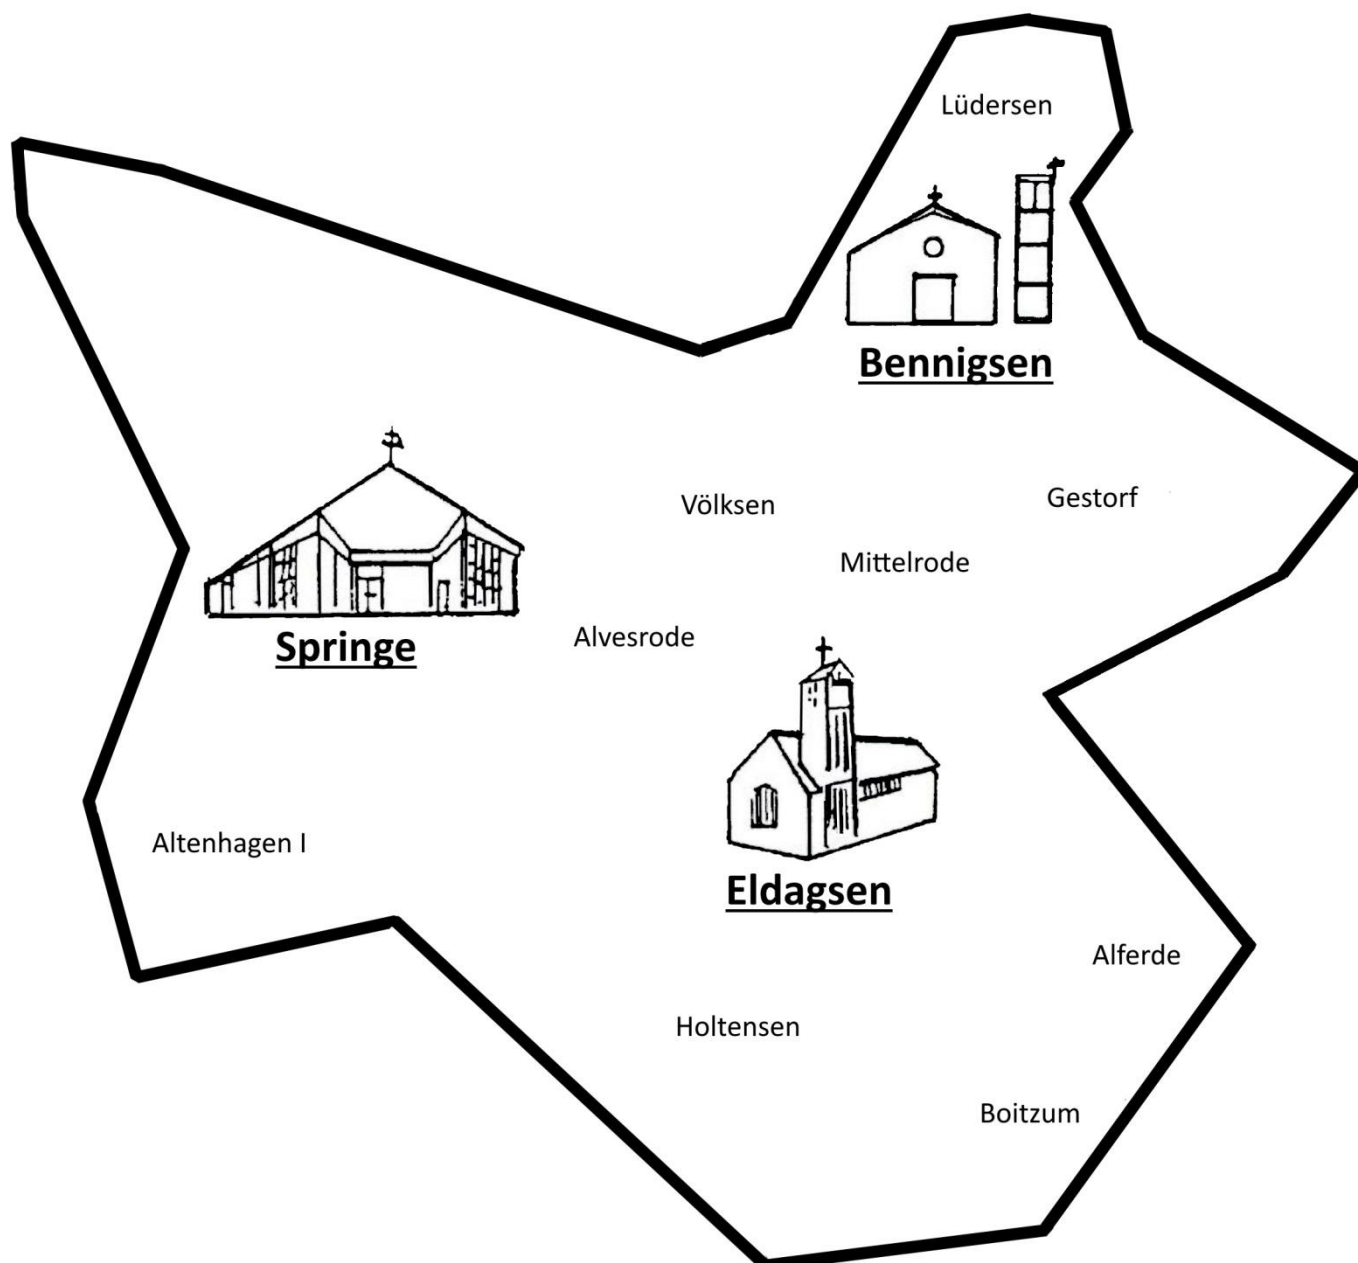 Lüdersen
Bennigsen
Völksen
Gestorf
Mittelrode
Springe
Alvesrode
Altenhagen I
Eldagsen
Alferde
Holtensen
Boitzum